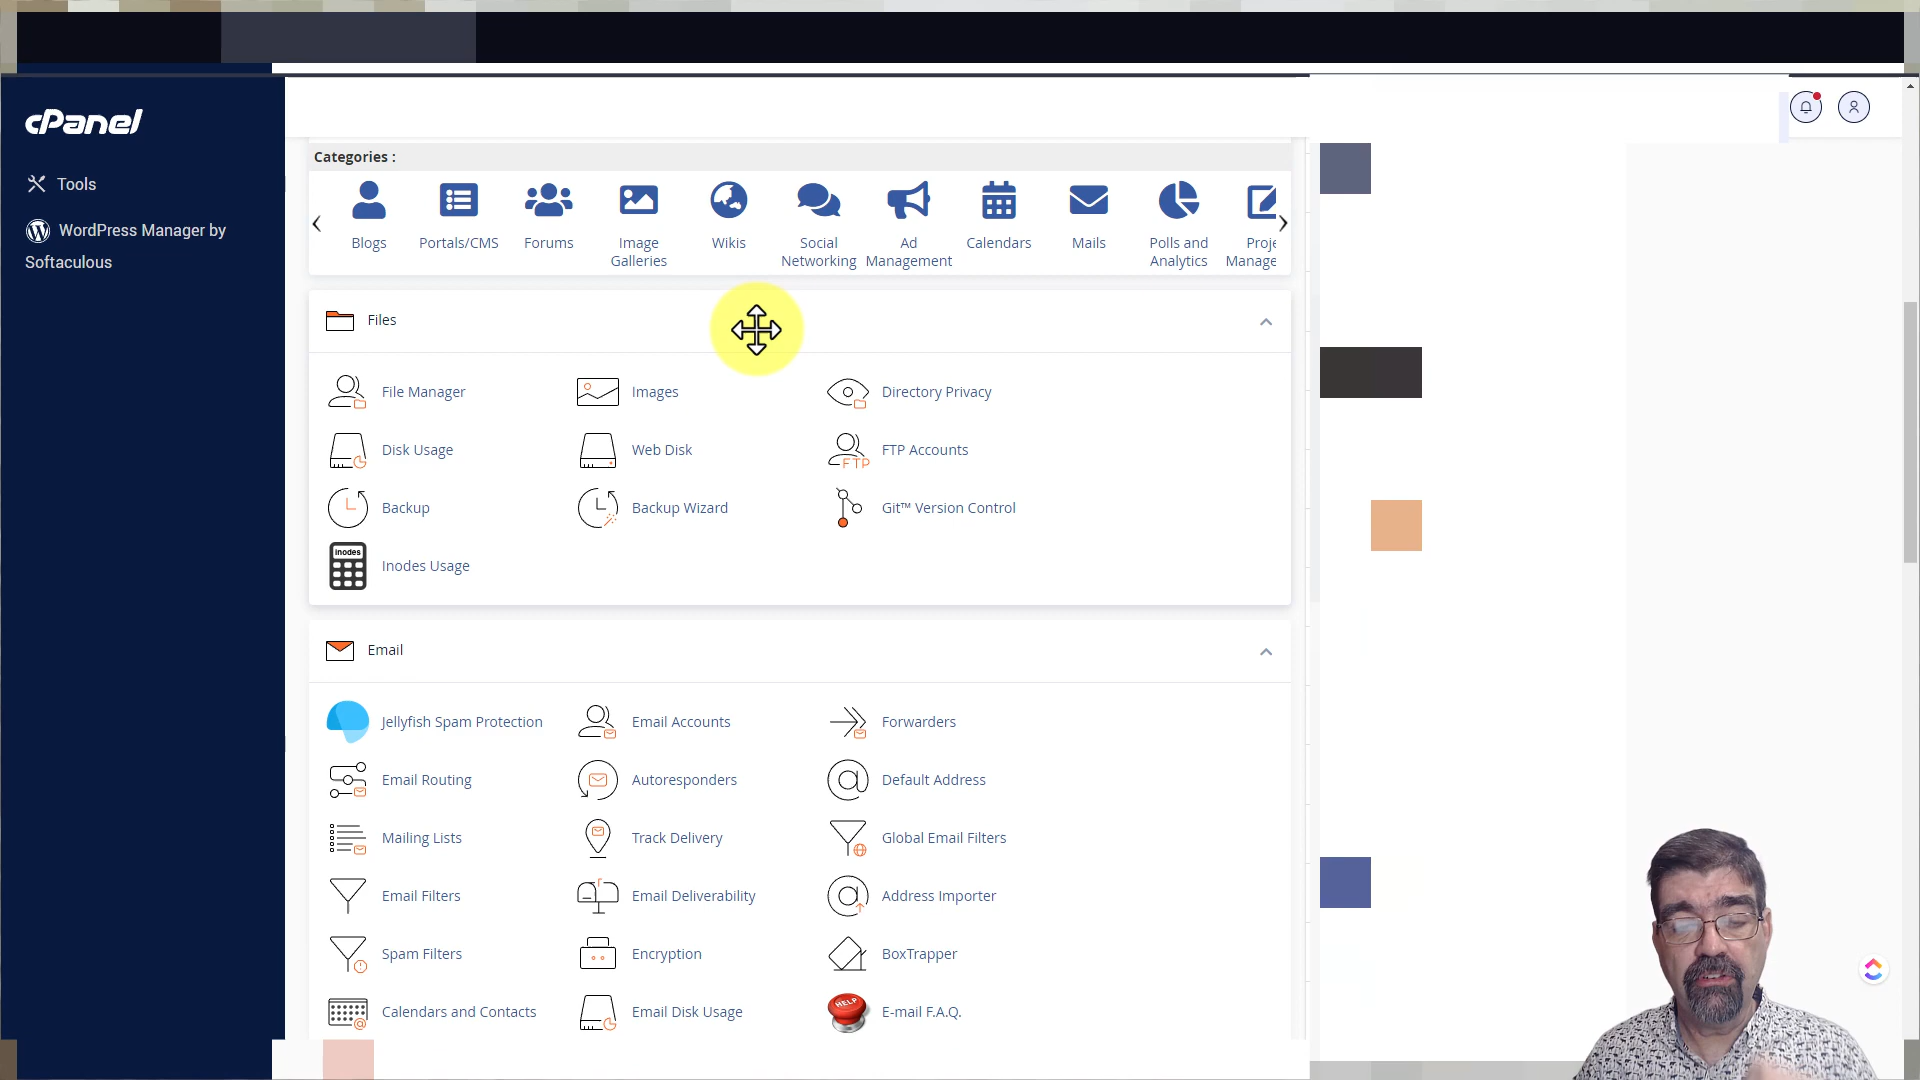 cPanel
Tools
WordPress Manager by
Softaculous
Categories :
Blogs
Portals/CMS
Forums
Image
Galleries
Wikis
Social
Networking
Ad
Management
Calendars
Mails
Polls and
Analytics
Proje
Manage
Files
File Manager
Images
Directory Privacy
Disk Usage
Web Disk
FTP
FTP Accounts
Backup
Backup Wizard
Git™ Version Control
inodes
Inodes Usage
Email
Jellyfish Spam Protection
Email Accounts
Forwarders
Email Routing
Autoresponders
Default Address
Mailing Lists
Track Delivery
Global Email Filters
Email Filters
Email Deliverability
Address Importer
Spam Filters
Encryption
BoxTrapper
Calendars and Contacts
Email Disk Usage
HELP
E-mail F.A.Q.